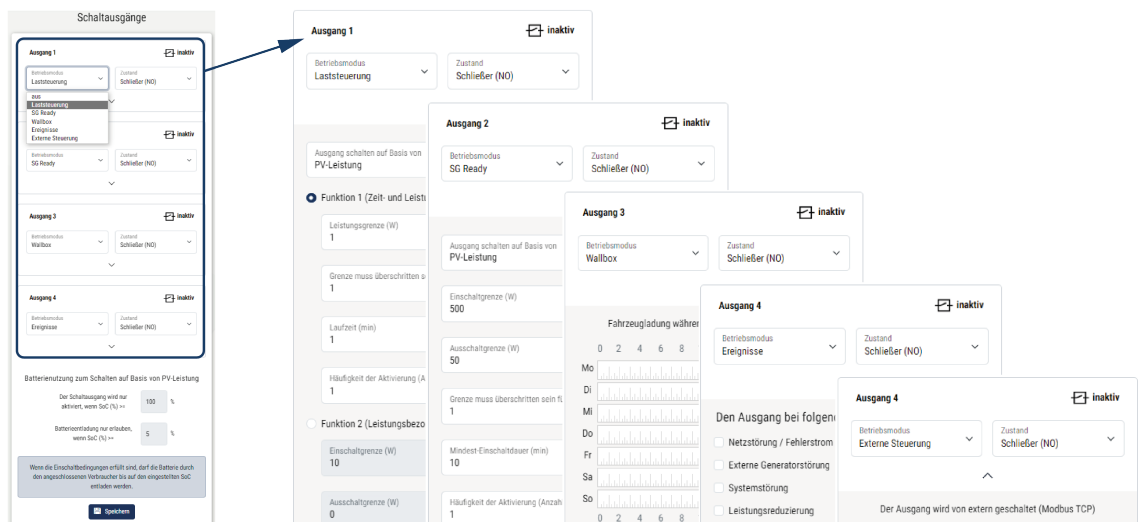 Schaltausgänge
Ausgang 1
inaktiv
Betriebsmodus
Laststeuerung
Zustand
Schließer (NO)
aus
Laststeuerung
SG Ready
Wallbox
Ereignisse
Externe Steuerung
inaktiv
Betriebsmodus
SG Ready
Zustand
Schließer (NO)
Ausgang 3
inaktiv
Betriebsmodus
Wallbox
Zustand
Schließer (NO)
Ausgang 4
inaktiv
Betriebsmodus
Ereignisse
Zustand
Schließer (NO)
Batterienutzung zum Schalten auf Basis von PV-Leistung
Der Schaltausgang wird nur
aktiviert, wenn SoC (%) >=
100 %
Batterieentladung nur erlauben,
wenn SoC (%) >=
5 %
Wenn die Einschaltbedingungen erfüllt sind, darf die Batterie durch
den angeschlossenen Verbraucher bis auf den eingestellten SoC
entladen werden.
Speichern
Ausgang 1
inaktiv
Betriebsmodus
Laststeuerung
Zustand
Schließer (NO)
Ausgang schalten auf Basis von
PV-Leistung
Funktion 1 (Zeit- und Leist
Leistungsgrenze (W)
1
Grenze muss überschritten s
1
Laufzeit (min)
1
Häufigkeit der Aktivierung (A
1
Funktion 2 (Leistungsbezo
Einschaltgrenze (W)
10
Ausschaltgrenze (W)
0
Ausgang 2
inaktiv
Betriebsmodus
SG Ready
Zustand
Schließer (NO)
Ausgang schalten auf Basis von
PV-Leistung
Einschaltgrenze (W)
500
Ausschaltgrenze (W)
50
Grenze muss überschritten sein fü
1
Mindest-Einschaltdauer (min)
10
Häufigkeit der Aktivierung (Anzah
1
Ausgang 3
inaktiv
Betriebsmodus
Wallbox
Zustand
Schließer (NO)
Fahrzeugladung währen
0 2 4 6 8
Mo
Di
Mi
Do
Fr
Sa
So
0 2 4 6 8
Ausgang 4
inaktiv
Betriebsmodus
Ereignisse
Zustand
Schließer (NO)
Den Ausgang bei folgend
Netzstörung / Fehlerstrom
Externe Generatorstörung
Systemstörung
Leistungsreduzierung
Ausgang 4
inaktiv
Betriebsmodus
Externe Steuerung
Zustand
Schließer (NO)
Der Ausgang wird von extern geschaltet (Modbus TCP)